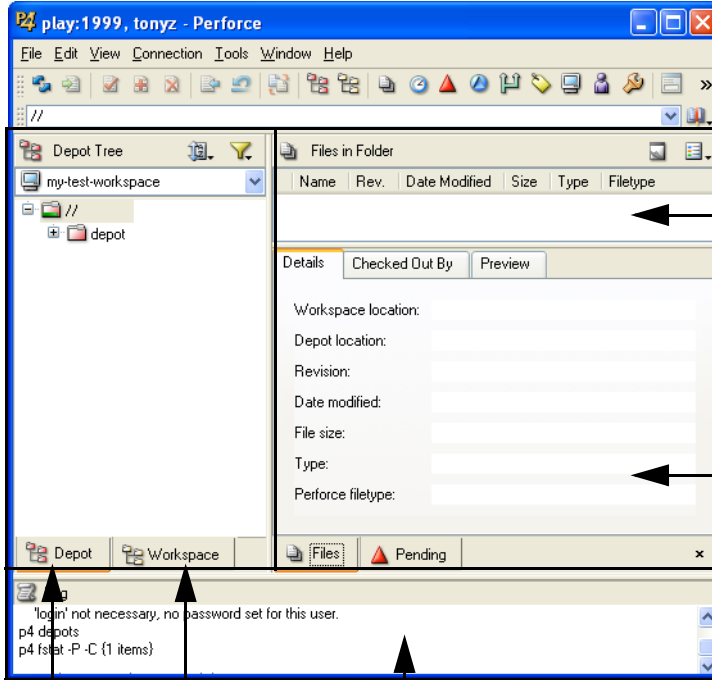 play:1999, tonyz - Perforce
File Edit View Connection Tools Window Help
//
Depot Tree
Files in Folder
my-test-workspace
Name Rev. Date Modified Size Type Filetype
//
depot
Details Checked Out By Preview
Workspace location:
Depot location:
Revision:
Date modified:
File size:
Type:
Perforce filetype:
Depot Workspace
Files Pending
'login' not necessary, no password set for this user.
p4 depots
p4 fstat -P -C {1 items}